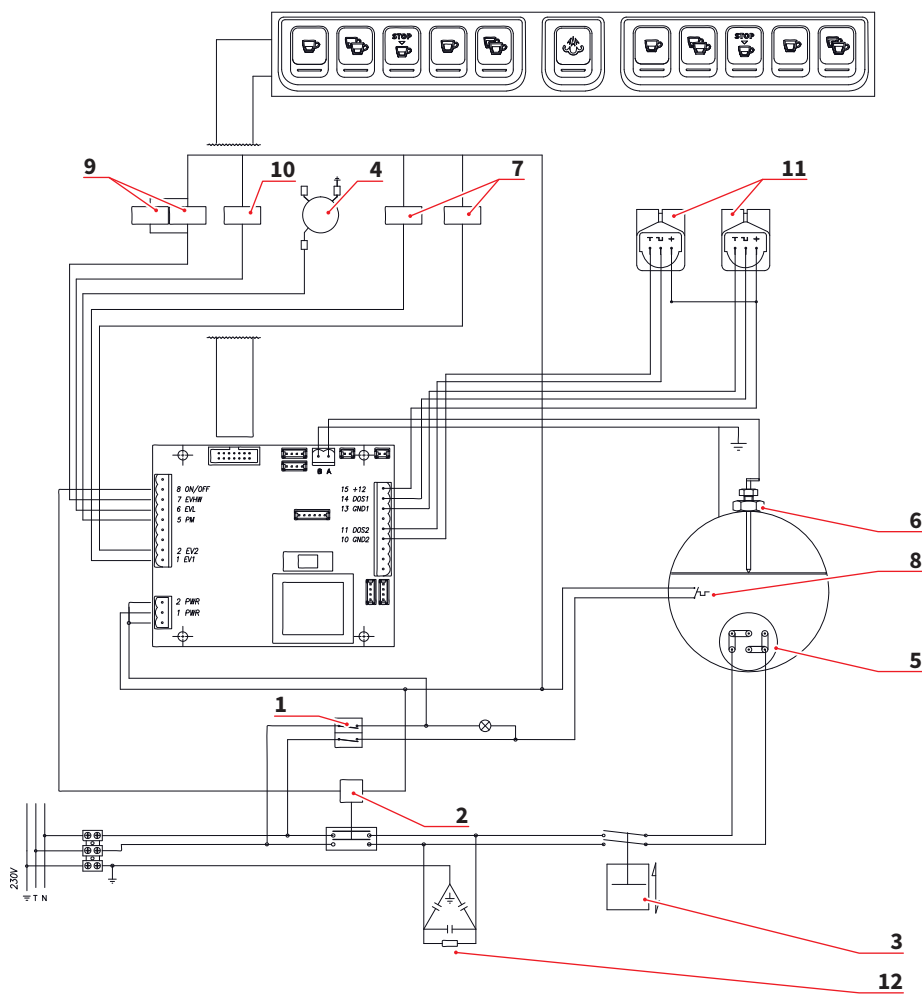 STOP
STOP
9
10
4
7
11
B A
8 ON/OFF
7 EVHW
6 EVL
5 PM
2 EV2
1 EV1
2 PWR
1 PWR
15 +12
14 DOS1
13 GND1
11 DOS2
10 GND2
6
8
5
1
2
230V
T N
3
12